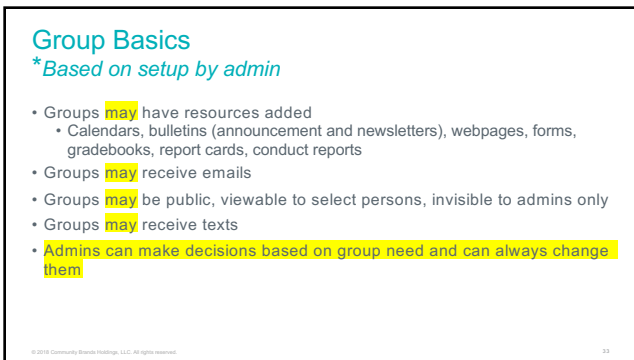 Group Basics
*Based on setup by admin
• Groups may have resources added
• Calendars, bulletins (announcement and newsletters), webpages, forms,
gradebooks, report cards, conduct reports
• Groups may receive emails
• Groups may be public, viewable to select persons, invisible to admins only
• Groups may receive texts
• Admins can make decisions based on group need and can always change
them
© 2018 Community Brands Holdings, LLC. All rights reserved.
33